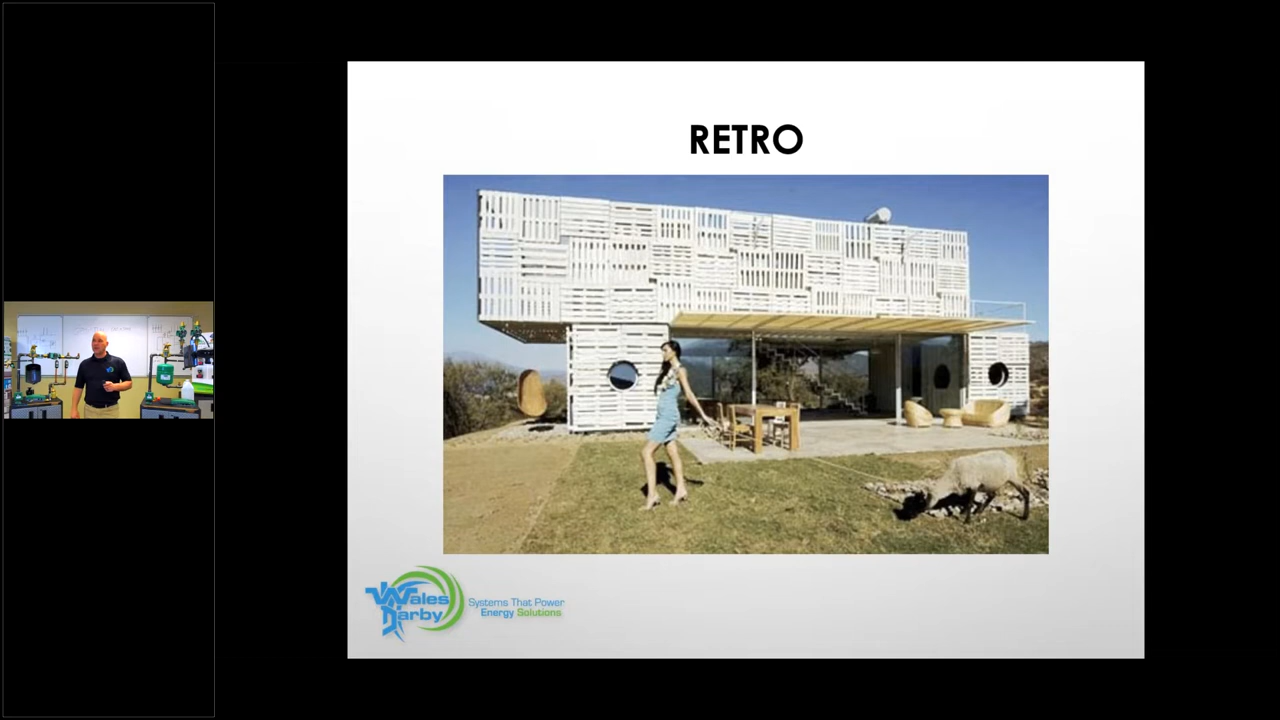 RETRO
Wales
Darby
Systems That Power
Energy Solutions